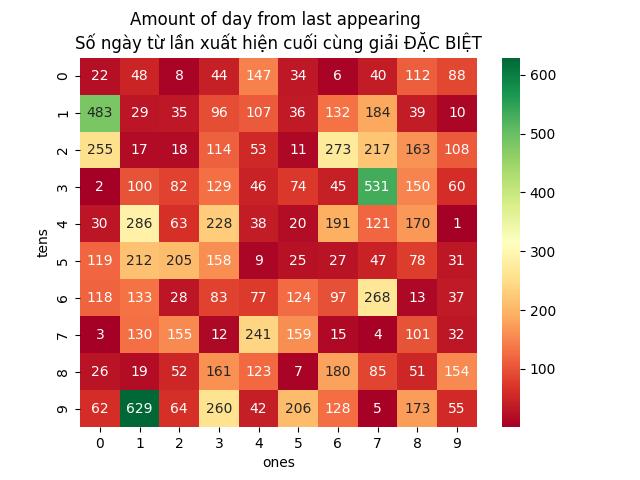 Amount of day from last appearing
Số ngày từ lần xuất hiện cuối cùng giải ĐẶC BIỆT
0 22 48 8 44 147 34 6 40 112 88
1 483 29 35 96 107 36 132 184 39 10
2 255 17 18 114 53 11 273 217 163 108
3 2 100 82 129 46 74 45 531 150 60
4 30 286 63 228 38 20 191 121 170 1
5 119 212 205 158 9 25 27 47 78 31
6 118 133 28 83 77 124 97 268 13 37
7 3 130 155 12 241 159 15 4 101 32
8 26 19 52 161 123 7 180 85 51 154
9 62 629 64 260 42 206 128 5 173 55
0 1 2 3 4 5 6 7 8 9
ones
tens
600
500
400
300
200
100